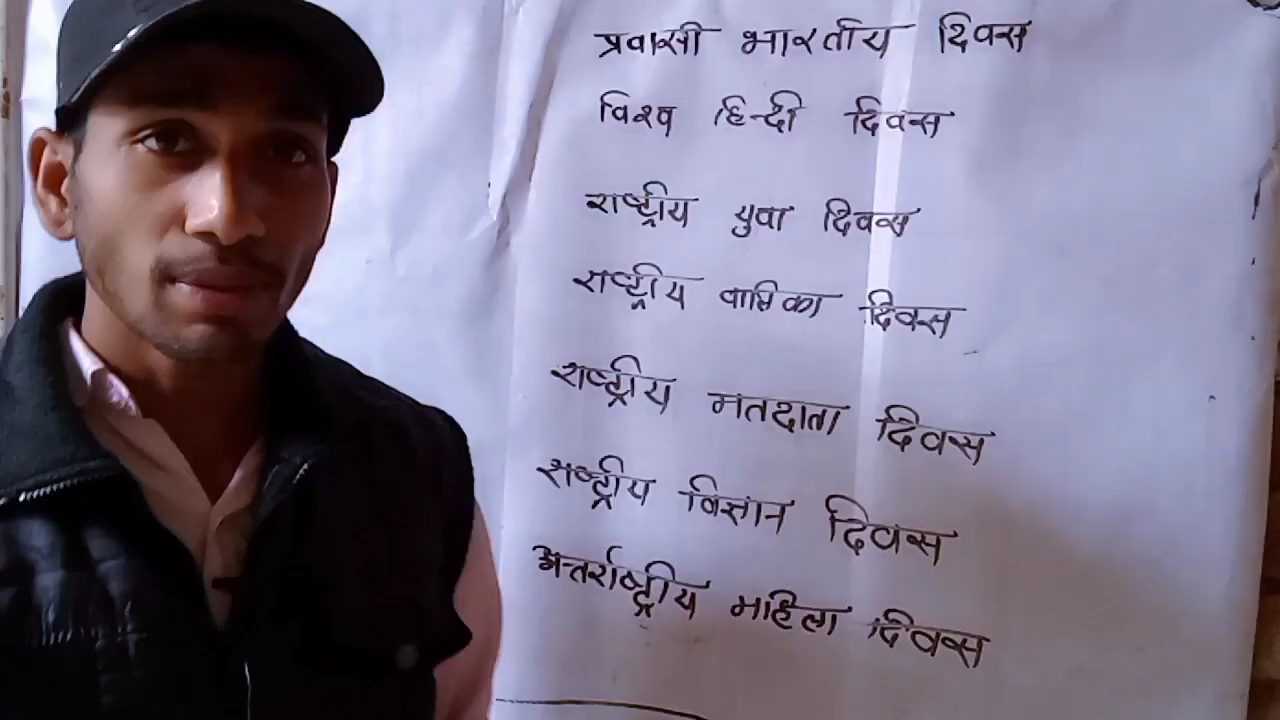 प्रवासी भारतीय दिवस
विश्व हिन्दी दिवस
राष्ट्रीय युवा दिवस
राष्ट्रीय दिवस
राष्ट्रीय मतदाता दिवस
राष्ट्रीय विज्ञान दिवस
अन्तर्राष्ट्रीय महिला दिवस